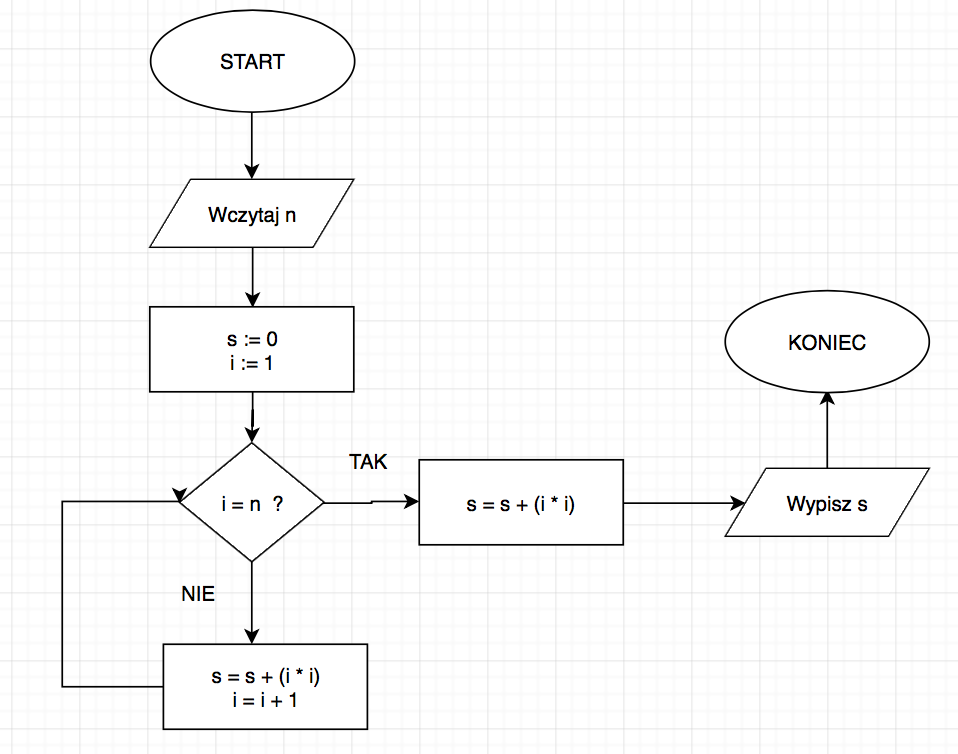 START
Wczytaj n
s := 0
i := 1
i = n ?
TAK
s = s + (i * i)
Wypisz s
KONIEC
NIE
s = s + (i * i)
i = i + 1